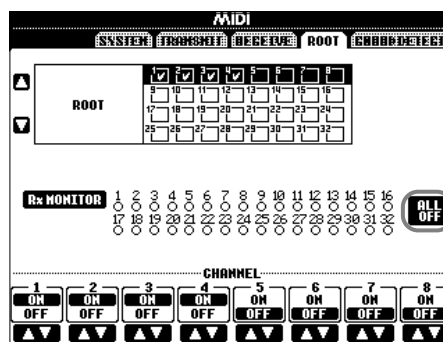 MIDI
SYSTEM TRANSMIT RECEIVE ROOT CHORD DETECT
ROOT
1 2 3 4 5 6 7 8
9 10 11 12 13 14 15 16
17 18 19 20 21 22 23 24
25 26 27 28 29 30 31 32
Rx MONITOR
1 2 3 4 5 6 7 8 9 10 11 12 13 14 15 16
17 18 19 20 21 22 23 24 25 26 27 28 29 30 31 32
ALL OFF
CHANNEL
1 2 3 4 5 6 7 8
ON ON ON ON ON ON ON ON
OFF OFF OFF OFF OFF OFF OFF OFF